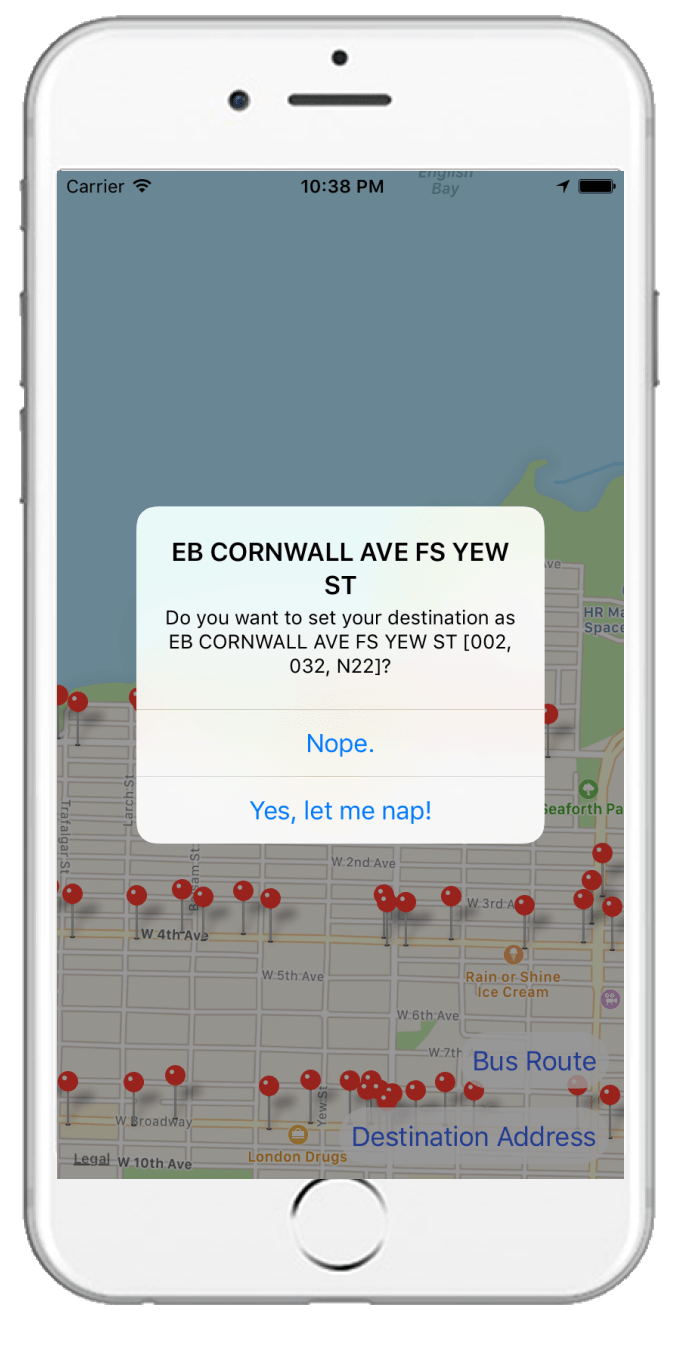 English
Bay
Carrier
10:38 PM
EB CORNWALL AVE FS YEW
ST
Do you want to set your destination as
EB CORNWALL AVE FS YEW ST [002,
032, N22]?
Nope.
Yes, let me nap!
Ave
HR Ma
Space
Seaforth Pa
Larch St
Trafalgar St
St
W 2nd Ave
W 3rd A
W 4th Ave
W 5th Ave
Rain or Shine
Ice Cream
W 6th Ave
W 7th
Bus Route
Yew St
W Broadway
Destination Address
London Drugs
Legal
W 10th Ave